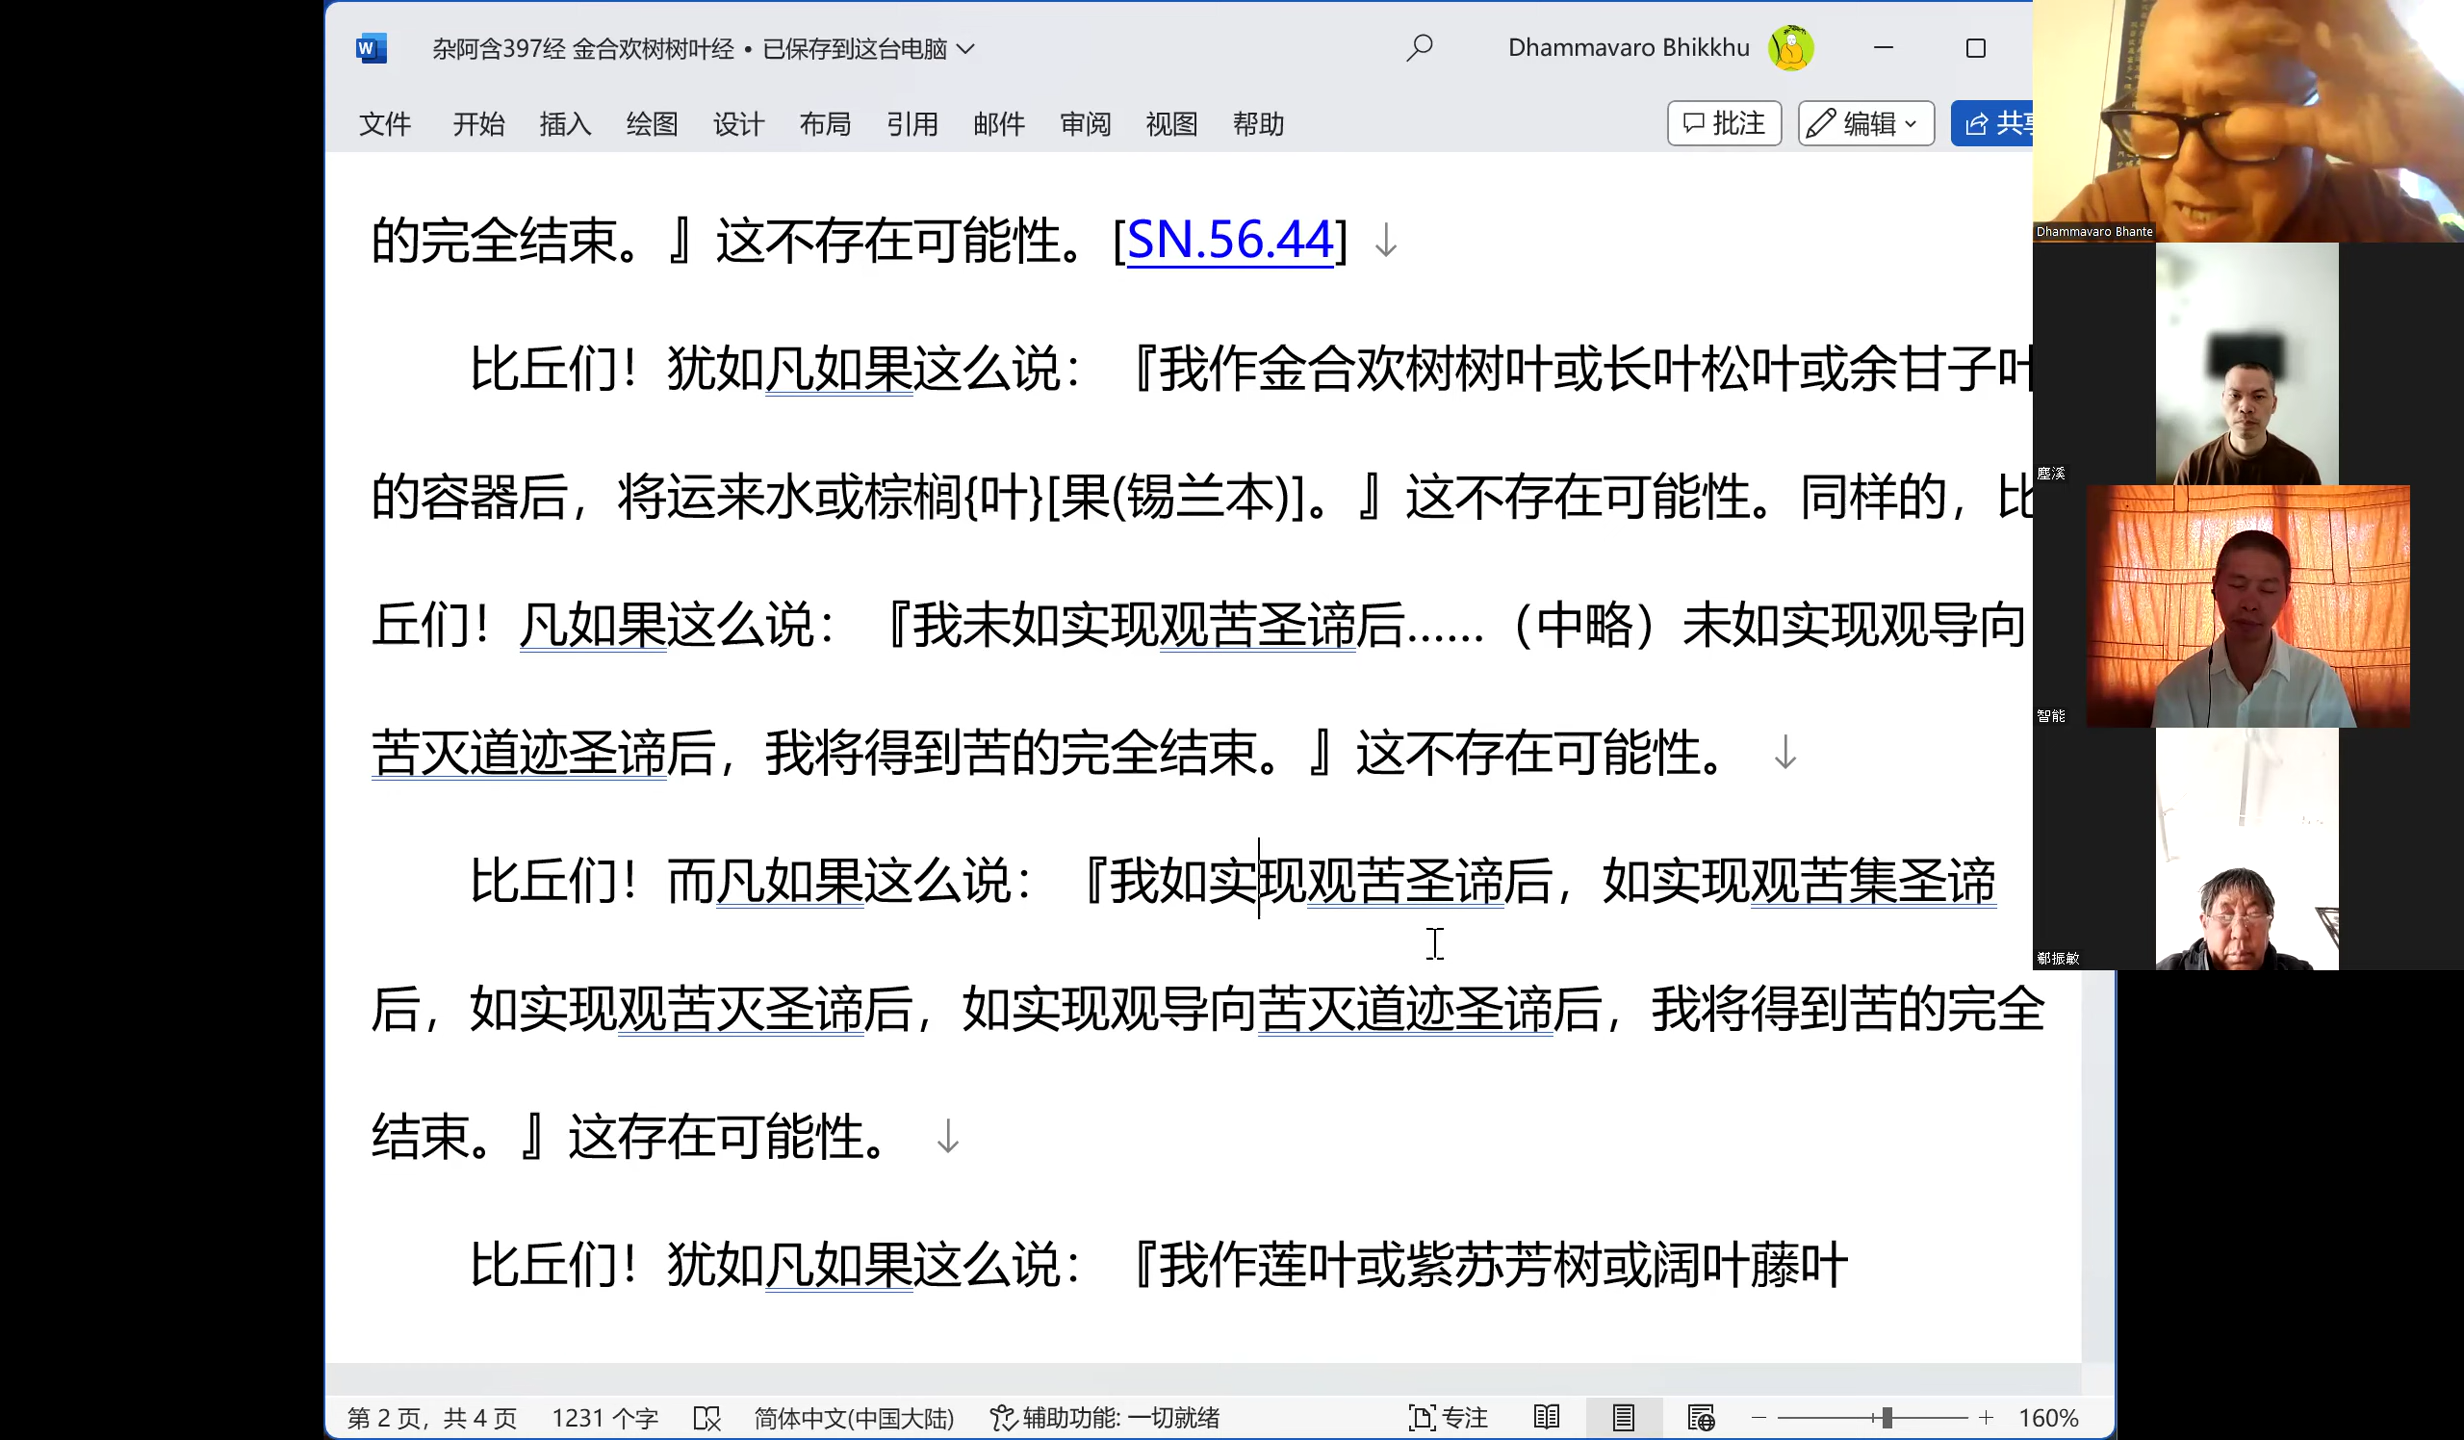 杂阿含397经 金合欢树树叶经 • 已保存到这台电脑
Dhammavaro Bhikkhu
文件 开始 插入 绘图 设计 布局 引用 邮件 审阅 视图 帮助
批注 编辑 共享
的完全结束。』这不存在可能性。[SN.56.44] ↓
比丘们！犹如凡如果这么说：『我作金合欢树树叶或长叶松叶或余甘子叶
的容器后，将运来水或棕榈{叶}[果(锡兰本)]。』这不存在可能性。同样的，比
丘们！凡如果这么说：『我未如实现观苦圣谛后……（中略）未如实现观导向
苦灭道迹圣谛后，我将得到苦的完全结束。』这不存在可能性。 ↓
比丘们！而凡如果这么说：『我如实现观苦圣谛后，如实现观苦集圣谛
后，如实现观苦灭圣谛后，如实现观导向苦灭道迹圣谛后，我将得到苦的完全
结束。』这存在可能性。 ↓
比丘们！犹如凡如果这么说：『我作莲叶或紫苏芳树或阔叶藤叶
第 2 页，共 4 页 1231 个字 简体中文(中国大陆) 辅助功能: 一切就绪 专注 160%
Dhammavaro Bhante
塵溪
智能
郗振敏